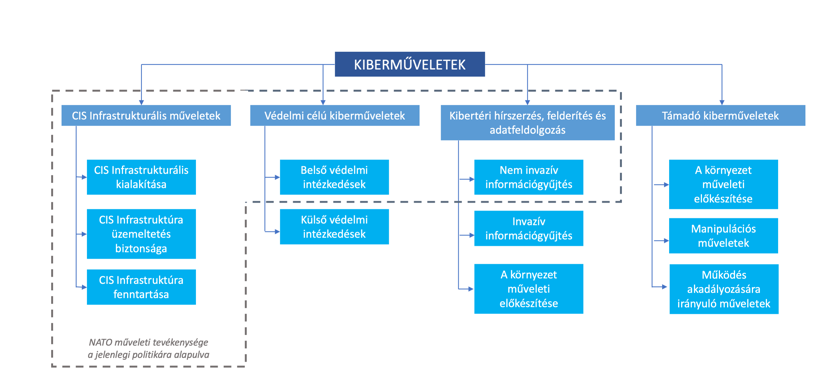 KIBERMŰVELETEK
CIS Infrastrukturális műveletek
Védelmi célú kiberműveletek
Kibertéri hírszerzés, felderítés és
adatfeldolgozás
Támadó kiberműveletek
CIS Infrastrukturális
kialakítása
CIS Infrastruktúra
üzemeltetés
biztonsága
CIS Infrastruktúra
fenntartása
Belső védelmi
intézkedések
Külső védelmi
intézkedések
Nem invazív
információgyűjtés
Invazív
információgyűjtés
A környezet
műveleti
előkészítése
A környezet
műveleti
előkészítése
Manipulációs
műveletek
Működés
akadályozására
irányuló műveletek
NATO műveleti tevékenysége
a jelenlegi politikára alapulva